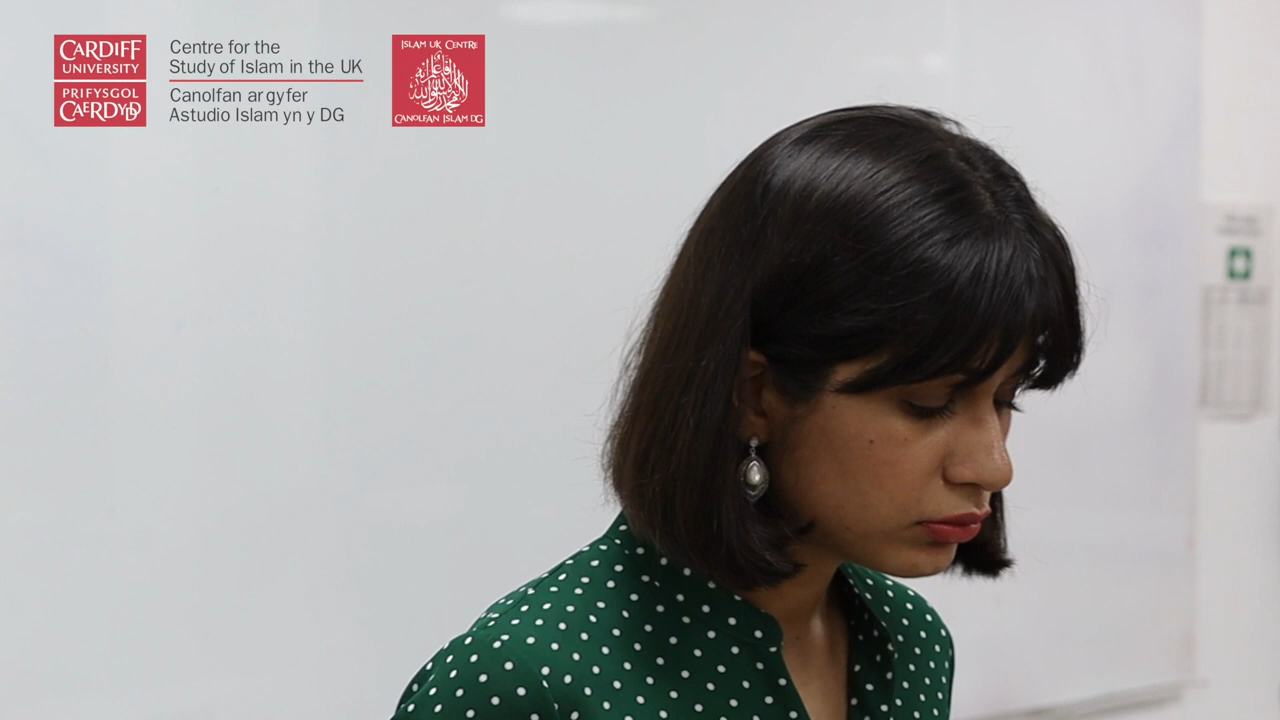 CARDIFF
UNIVERSITY
PRIFYSGOL
CAERDYDD
Centre for the
Study of Islam in the UK
Canolfan ar gyfer
Astudio Islam yn y DG
ISLAM UK CENTRE
CANOLFAN ISLAM DG